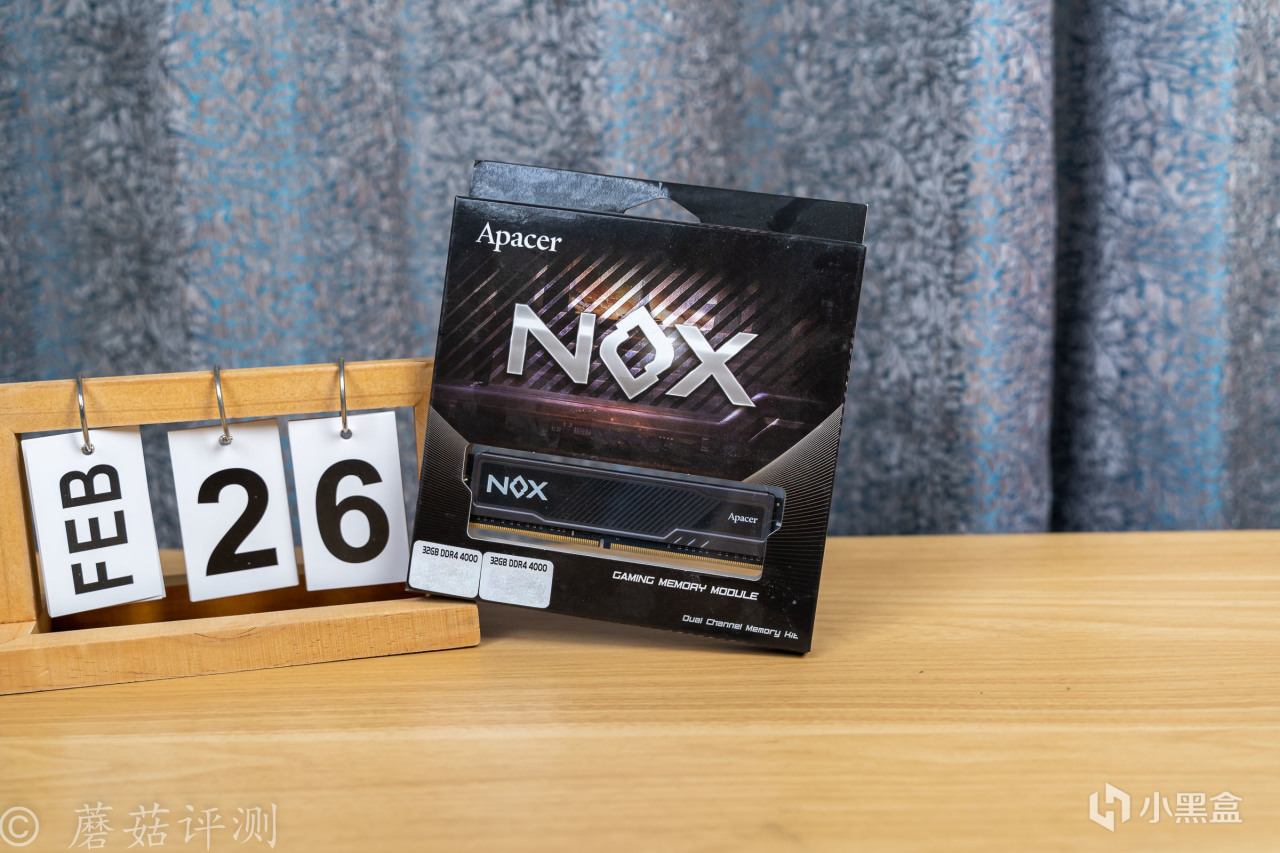 Apacer
NOX
NOX
Apacer
32GB DDR4 4000
32GB DDR4 4000
GAMING MEMORY MODULE
Dual Channel Memory Kit
FEB
26
© 蘑菇评测
小黑盒